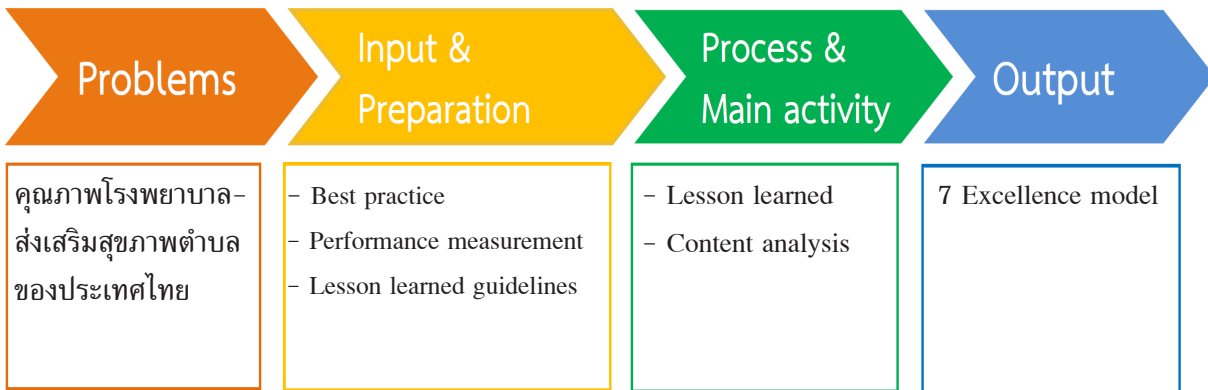 Problems
Input &
Preparation
Process &
Main activity
Output
คุณภาพโรงพยาบาล-
ส่งเสริมสุขภาพตำบล
ของประเทศไทย
- Best practice
- Performance measurement
- Lesson learned guidelines
- Lesson learned
- Content analysis
7 Excellence model